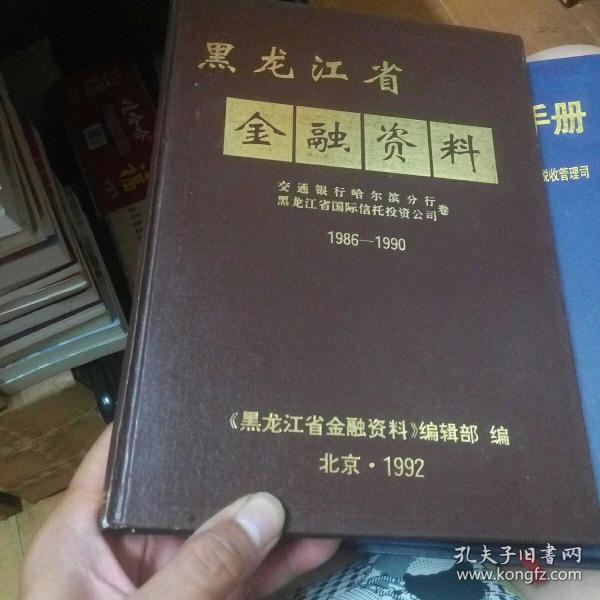 黑龙江省
金融资料
交通银行哈尔滨分行
黑龙江省国际信托投资公司
卷
1986—1990
《黑龙江省金融资料》编辑部 编
北京·1992
手册
税收管理司
福
孔夫子旧书网
www.kongfz.com